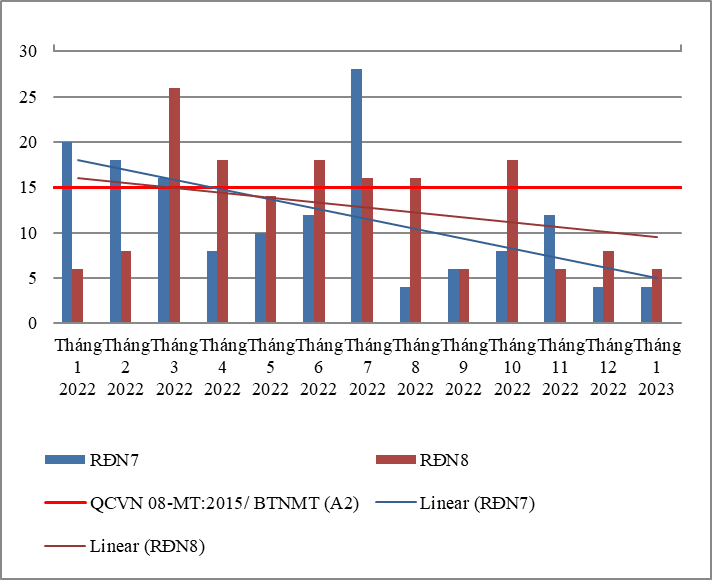 30
25
20
15
10
5
0
Tháng Tháng Tháng Tháng Tháng Tháng Tháng Tháng Tháng Tháng Tháng Tháng Tháng
1 2 3 4 5 6 7 8 9 10 11 12 1
2022 2022 2022 2022 2022 2022 2022 2022 2022 2022 2022 2022 2023
RĐN7 RĐN8
QCVN 08-MT:2015/ BTNMT (A2) Linear (RĐN7)
Linear (RĐN8)